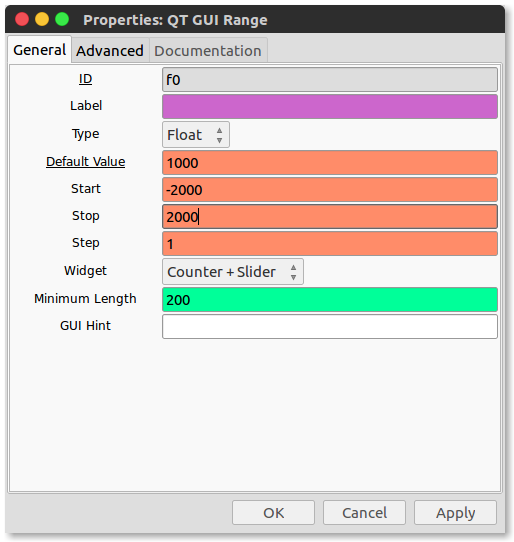 Properties: QT GUI Range
General Advanced Documentation
ID f0
Label
Type Float
Default Value 1000
Start -2000
Stop 2000
Step 1
Widget Counter + Slider
Minimum Length 200
GUI Hint
OK Cancel Apply